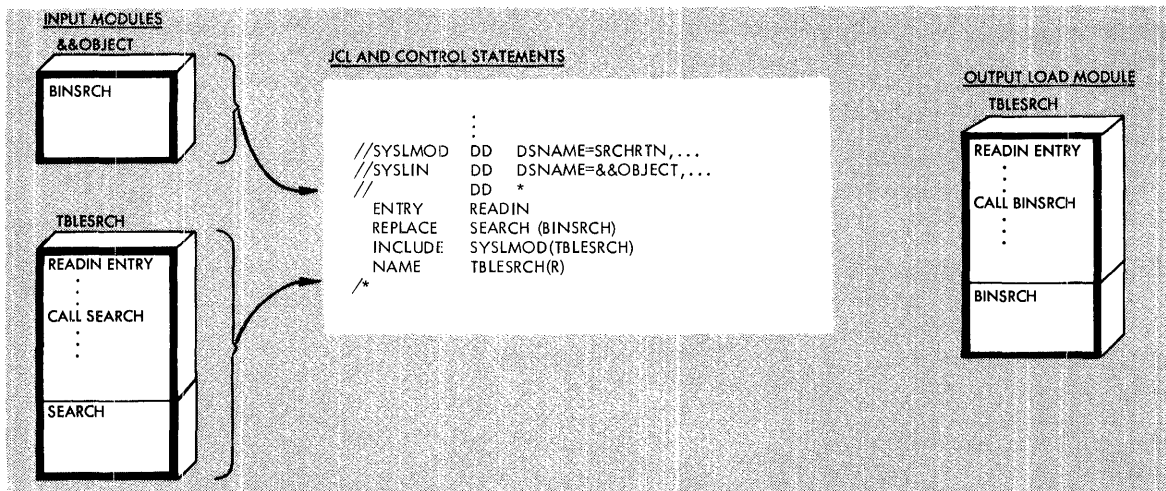 INPUT MODULES
&&OBJECT
BINSRCH
TBLESRCH
READIN ENTRY
CALL SEARCH
SEARCH
JCL AND CONTROL STATEMENTS
//SYSLMOD DD DSNAME=SRCHRTN,...
//SYSLIN DD DSNAME=&&OBJECT,...
// DD *
ENTRY READIN
REPLACE SEARCH (BINSRCH)
INCLUDE SYSLMOD(TBLESRCH)
NAME TBLESRCH(R)
/*
OUTPUT LOAD MODULE
TBLESRCH
READIN ENTRY
CALL BINSRCH
BINSRCH